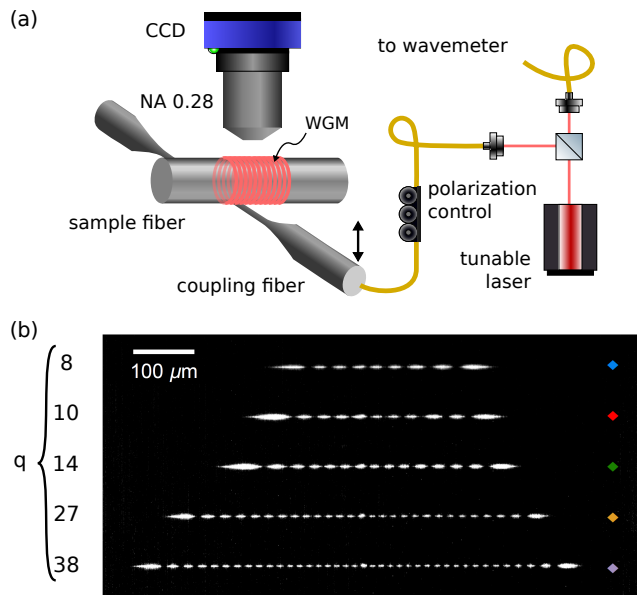 (a)
CCD
to wavemeter
NA 0.28
WGM
sample fiber
polarization
control
coupling fiber
tunable
laser
(b)
100 µm
q
8
10
14
27
38